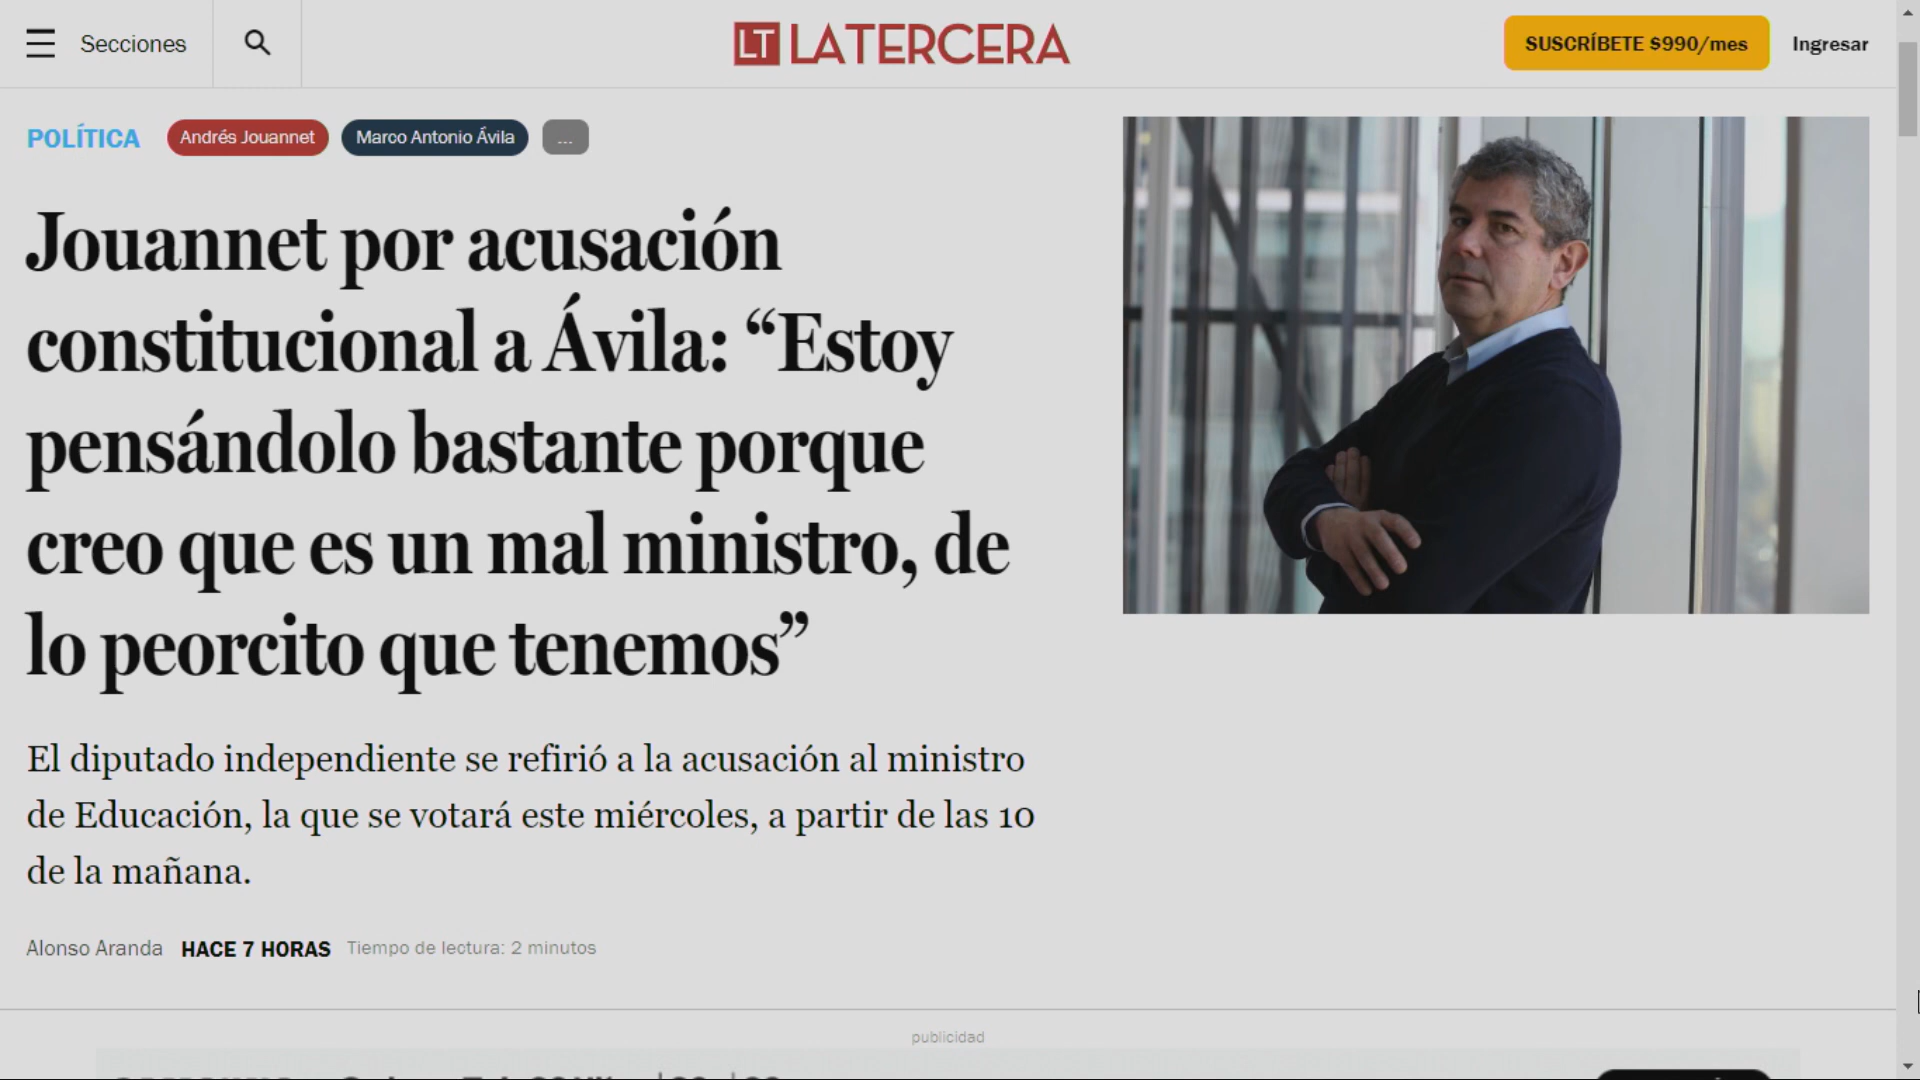 Secciones
LT LATERCERA
SUSCRÍBETE $990/mes
Ingresar
POLÍTICA
Andrés Jouannet
Marco Antonio Ávila
...
Jouannet por acusación
constitucional a Ávila: “Estoy
pensándolo bastante porque
creo que es un mal ministro, de
lo peorcito que tenemos”
El diputado independiente se refirió a la acusación al ministro
de Educación, la que se votará este miércoles, a partir de las 10
de la mañana.
Alonso Aranda HACE 7 HORAS Tiempo de lectura: 2 minutos
publicidad